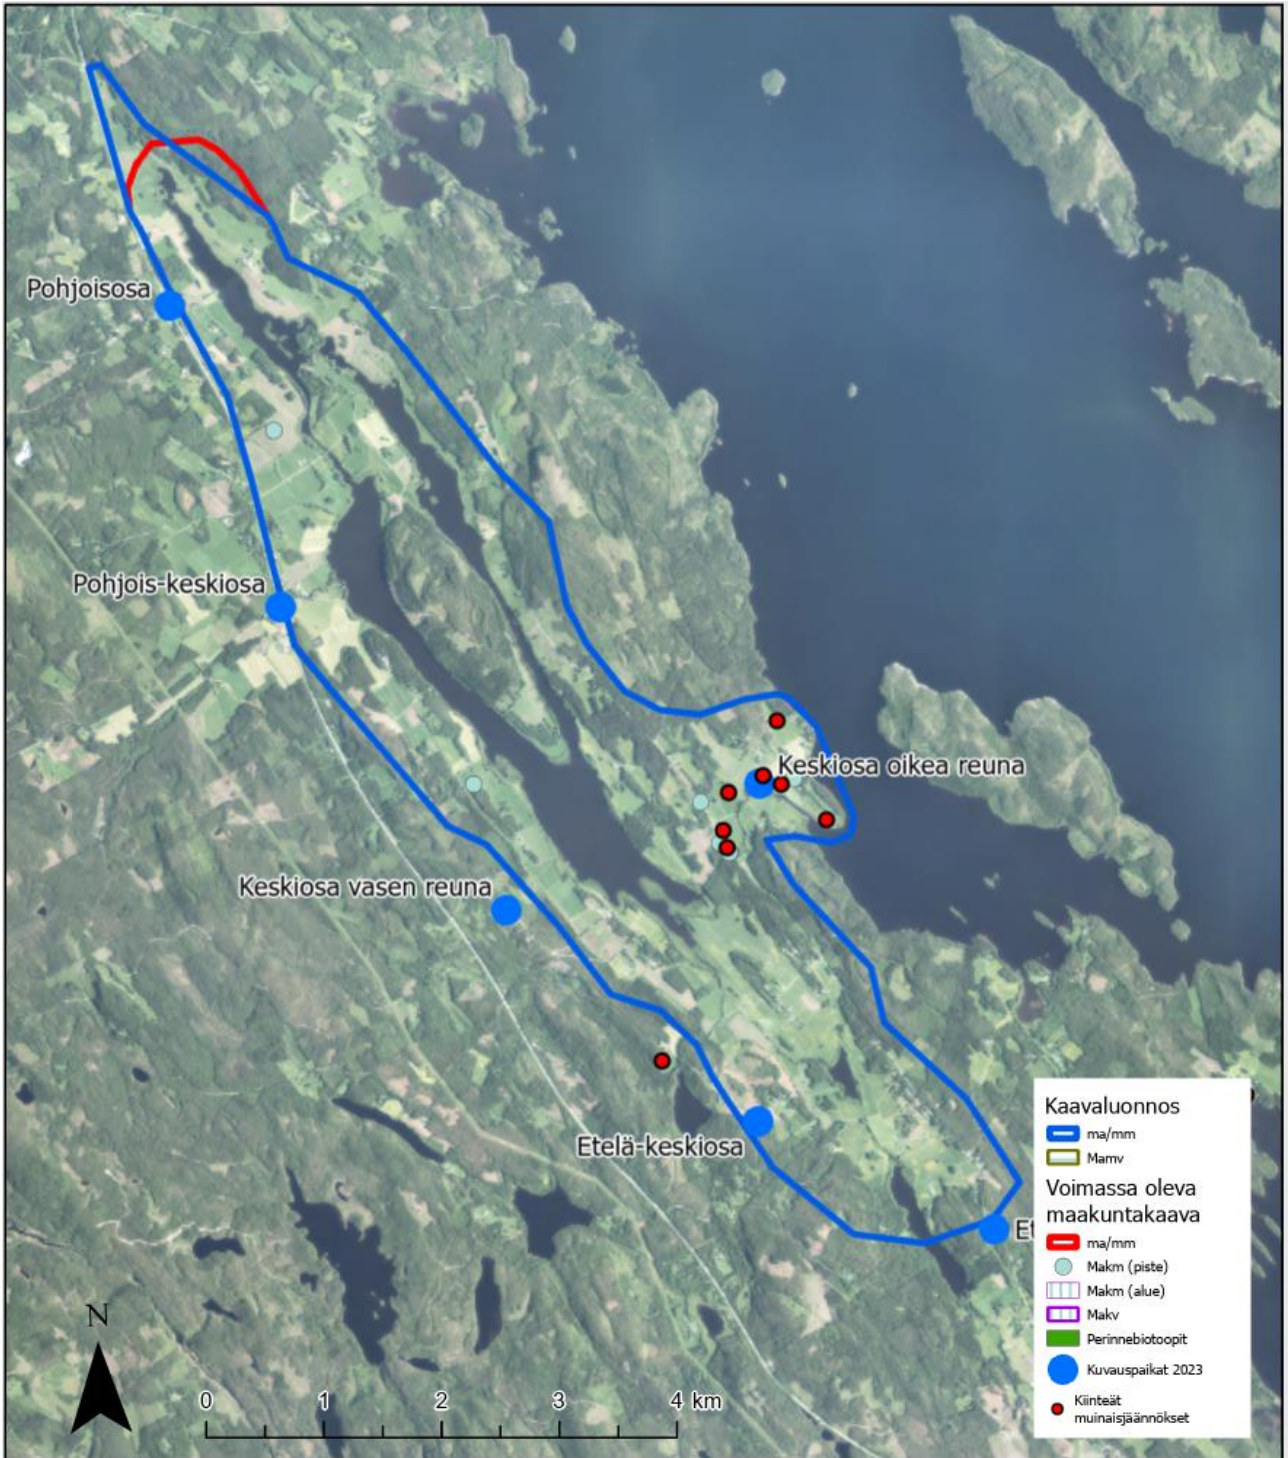 Pohjoisosa
Pohjois-keskiosa
Keskiosa oikea reuna
Keskiosa vasen reuna
Etelä-keskiosa
Kaavaluonnos
ma/mm
Mamv
Voimassa oleva
maakuntakaava
ma/mm
Makm (piste)
Makm (alue)
Makv
Perinnebiotoopit
Kuvauspaikat 2023
Kiinteät
muinaisjäännökset
N
0 1 2 3 4 km